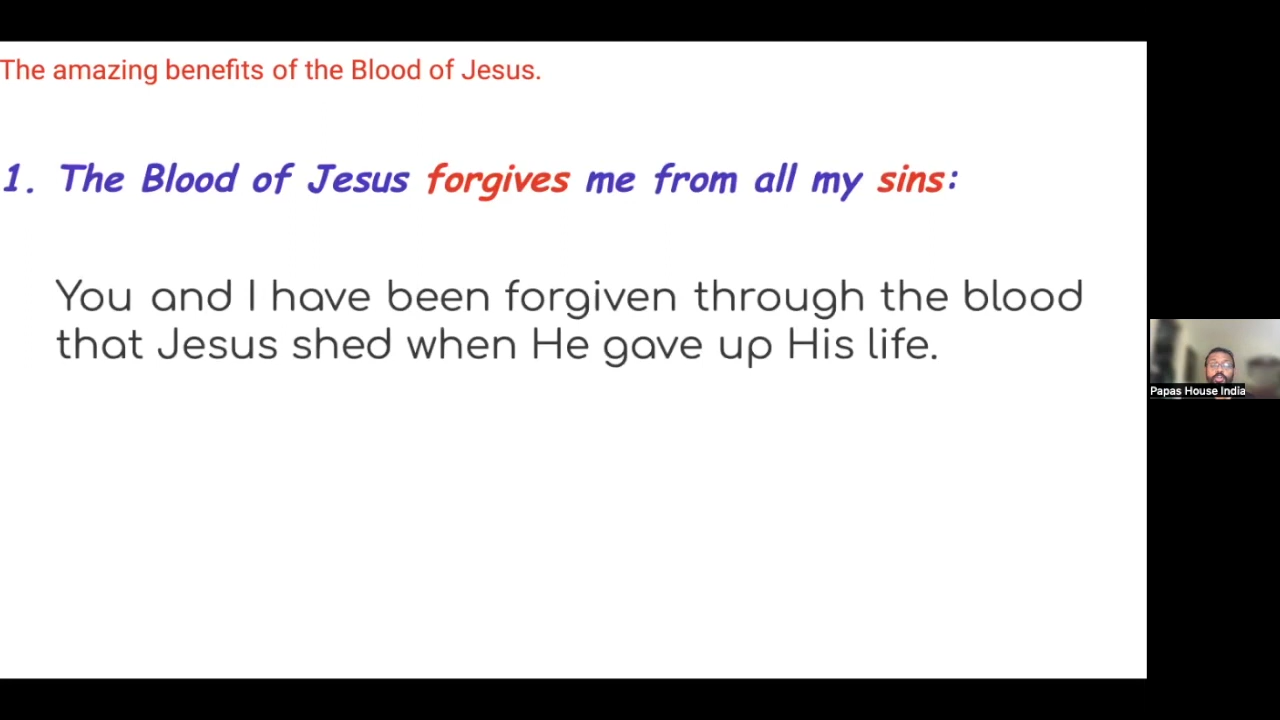 The amazing benefits of the Blood of Jesus.
1. The Blood of Jesus forgives me from all my sins:
You and I have been forgiven through the blood
that Jesus shed when He gave up His life.
Papas House India